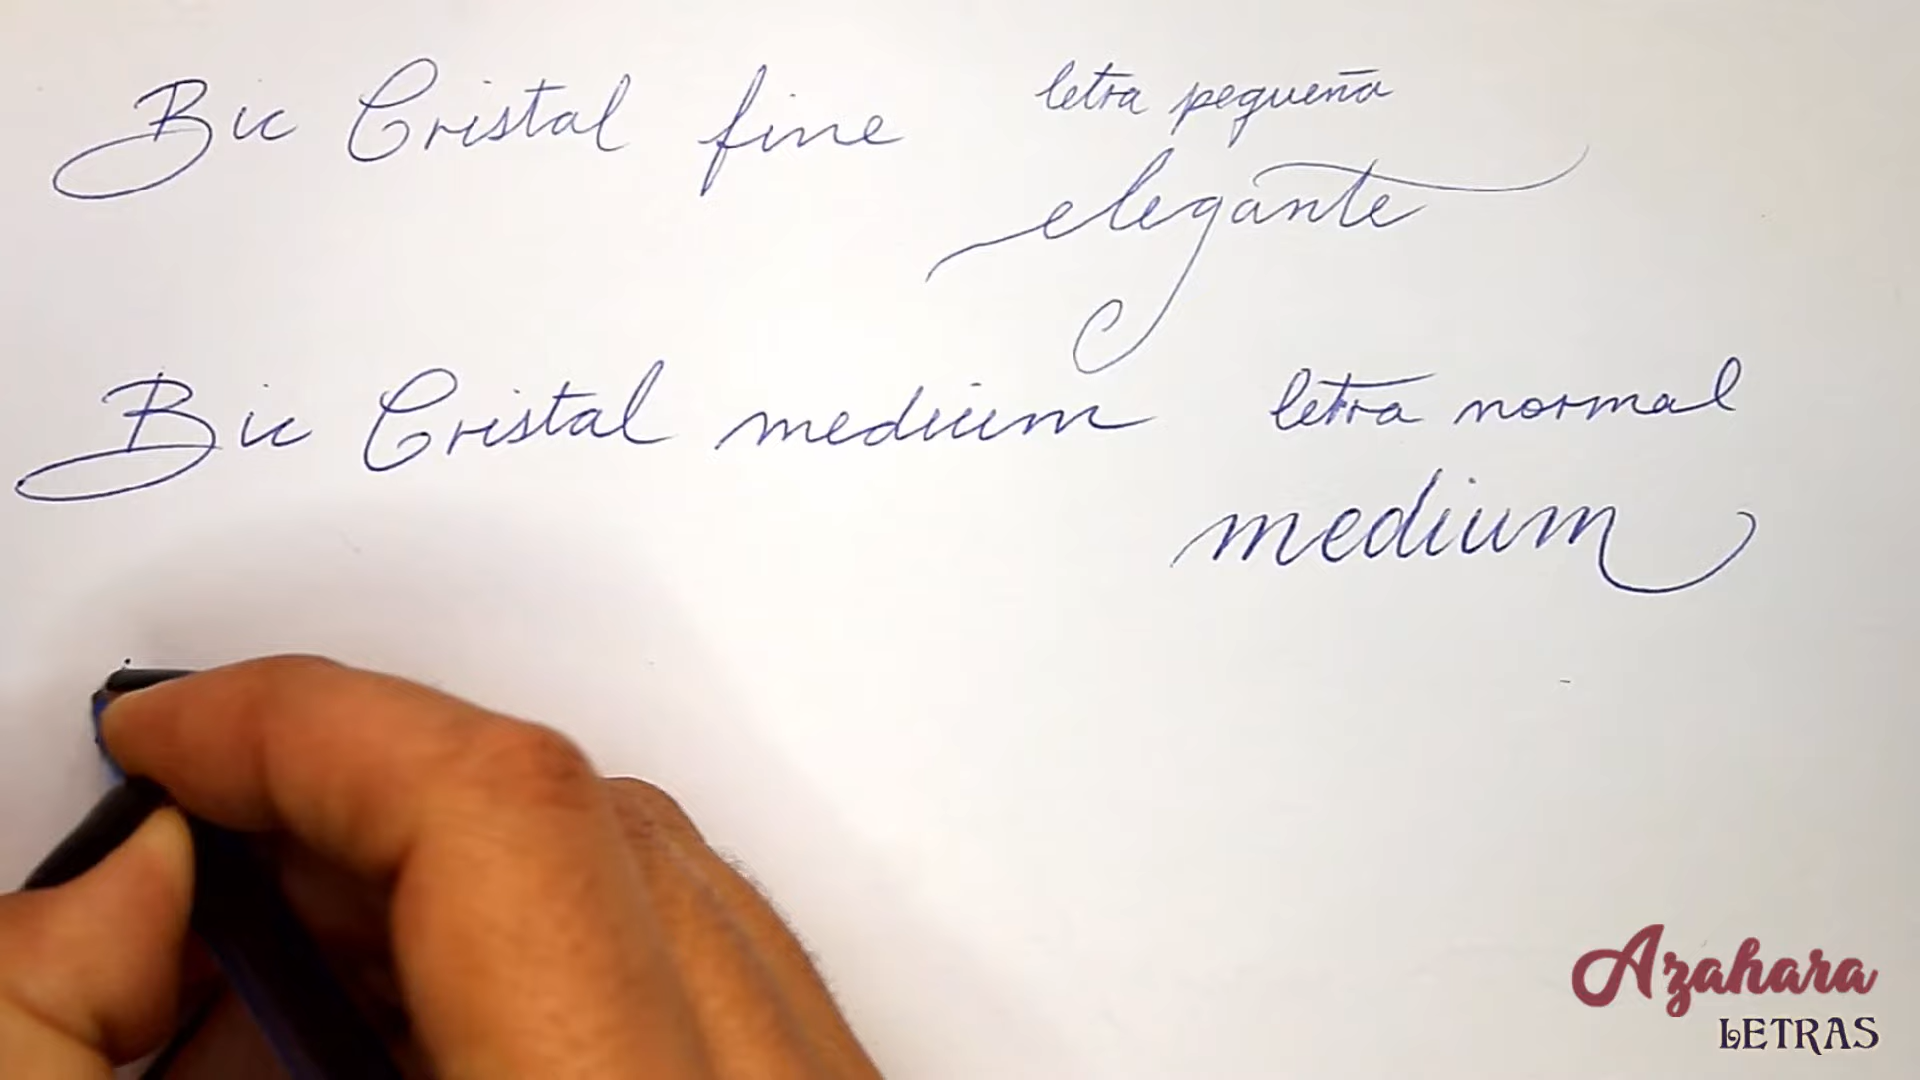 Bic Cristal fine
letra pequeña
elegante
Bic Cristal medium
letra normal
medium
Azahara
LETRAS